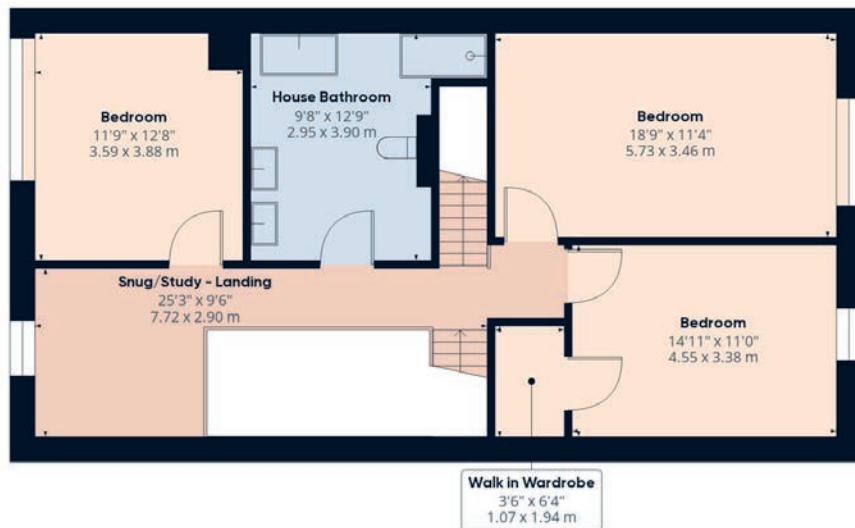 Bedroom
11'9" x 12'8"
3.59 x 3.88 m
House Bathroom
9'8" x 12'9"
2.95 x 3.90 m
Bedroom
18'9" x 11'4"
5.73 x 3.46 m
Snug/Study - Landing
25'3" x 9'6"
7.72 x 2.90 m
Bedroom
14'11" x 11'0"
4.55 x 3.38 m
Walk in Wardrobe
3'6" x 6'4"
1.07 x 1.94 m